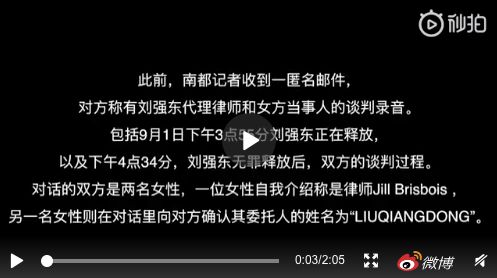 秒拍
此前，南都记者收到一匿名邮件，
对方称有刘强东代理律师和女方当事人的谈判录音。
包括9月1日下午3点55分刘强东正在释放，
以及下午4点34分，刘强东无罪释放后，双方的谈判过程。
对话的双方是两名女性，一位女性自我介绍称是律师Jill Brisbois，
另一名女性则在对话里向对方确认其委托人的姓名为“LIUQIANGDONG”。
0:03/2:05
微博